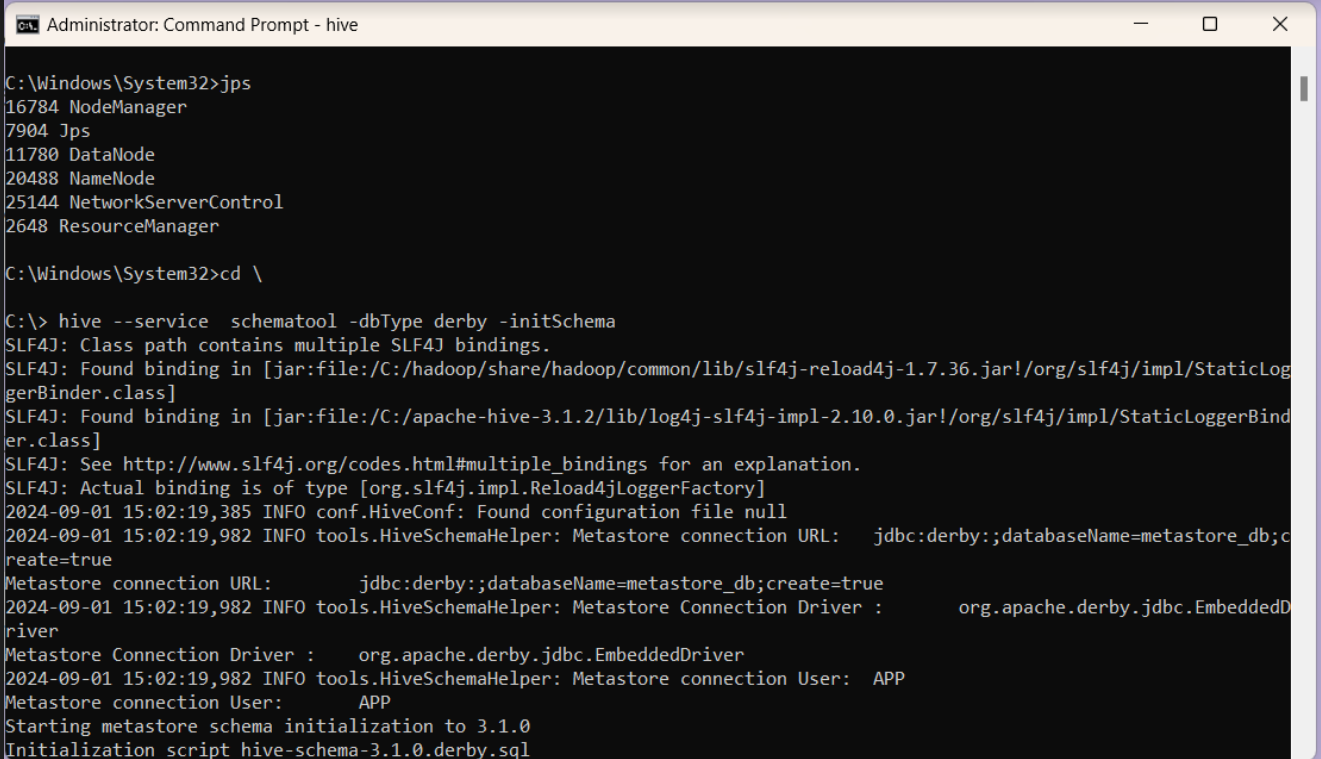 Administrator: Command Prompt - hive
C:\Windows\System32>jps
16784 NodeManager
7904 Jps
11780 DataNode
20488 NameNode
25144 NetworkServerControl
2648 ResourceManager
C:\Windows\System32>cd \
C:\> hive --service  schematool -dbType derby -initSchema
SLF4J: Class path contains multiple SLF4J bindings.
SLF4J: Found binding in [jar:file:/C:/hadoop/share/hadoop/common/lib/slf4j-reload4j-1.7.36.jar!/org/slf4j/impl/StaticLog
gerBinder.class]
SLF4J: Found binding in [jar:file:/C:/apache-hive-3.1.2/lib/log4j-slf4j-impl-2.10.0.jar!/org/slf4j/impl/StaticLoggerBind
er.class]
SLF4J: See http://www.slf4j.org/codes.html#multiple_bindings for an explanation.
SLF4J: Actual binding is of type [org.slf4j.impl.Reload4jLoggerFactory]
2024-09-01 15:02:19,385 INFO conf.HiveConf: Found configuration file null
2024-09-01 15:02:19,982 INFO tools.HiveSchemaHelper: Metastore connection URL:   jdbc:derby:;databaseName=metastore_db;c
reate=true
Metastore connection URL:        jdbc:derby:;databaseName=metastore_db;create=true
2024-09-01 15:02:19,982 INFO tools.HiveSchemaHelper: Metastore Connection Driver :       org.apache.derby.jdbc.EmbeddedD
river
Metastore Connection Driver :    org.apache.derby.jdbc.EmbeddedDriver
2024-09-01 15:02:19,982 INFO tools.HiveSchemaHelper: Metastore connection User:  APP
Metastore connection User:       APP
Starting metastore schema initialization to 3.1.0
Initialization script hive-schema-3.1.0.derby.sql